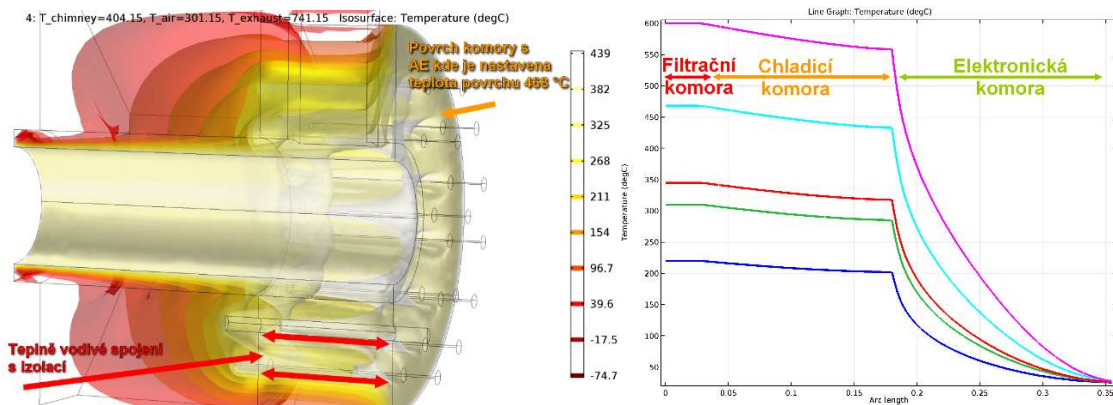 4: T_chimney=404.15, T_air=301.15, T_exhaust=741.15 Isosurface: Temperature (degC)
Povrch komory s
AE kde je nastavena
teplota povrchu 468 °C
Teplně vodivé spojení
s izolací
439
382
325
268
211
154
96.7
39.6
-17.5
-74.7
Line Graph: Temperature (degC)
Filtrační
komora
Chladicí
komora
Elektronická
komora
Temperature (degC)
600
550
500
450
400
350
300
250
200
150
100
50
0
0.05
0.1
0.15
0.2
0.25
0.3
0.35
Arc length